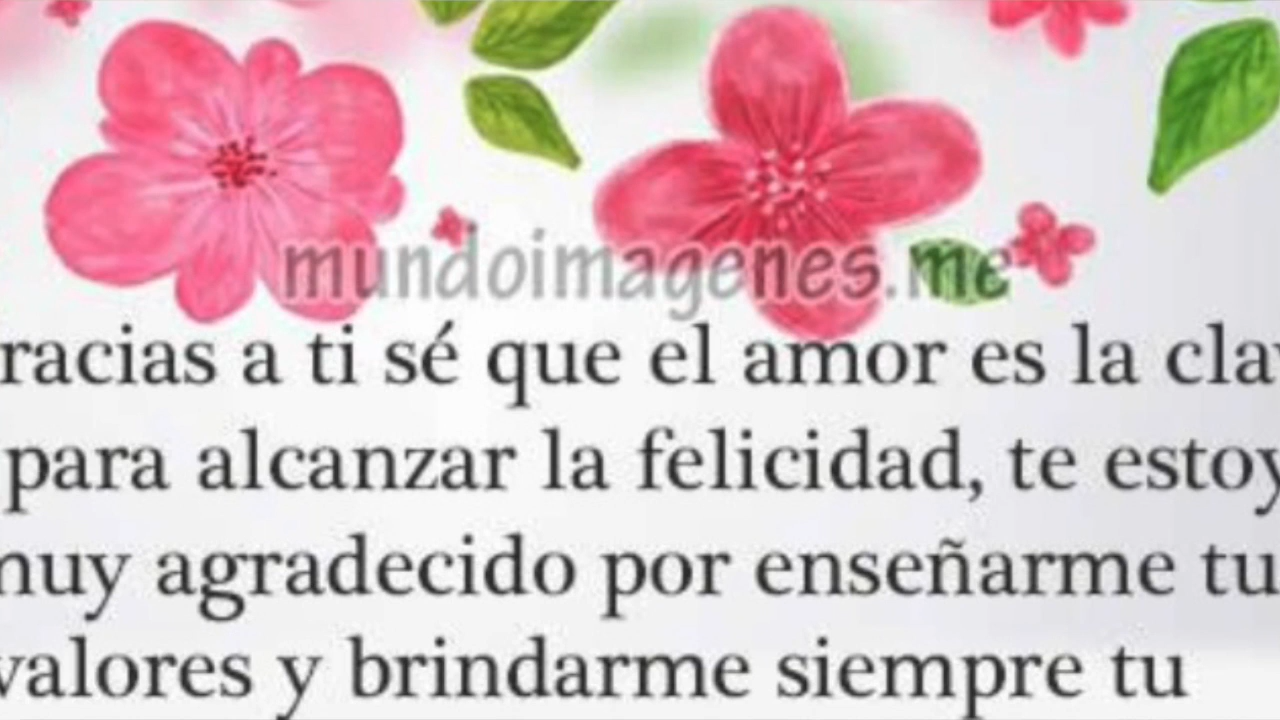 mundoimagenes.me
racias a ti sé que el amor es la cla
para alcanzar la felicidad, te estoy
muy agradecido por enseñarme tu
valores y brindarme siempre tu